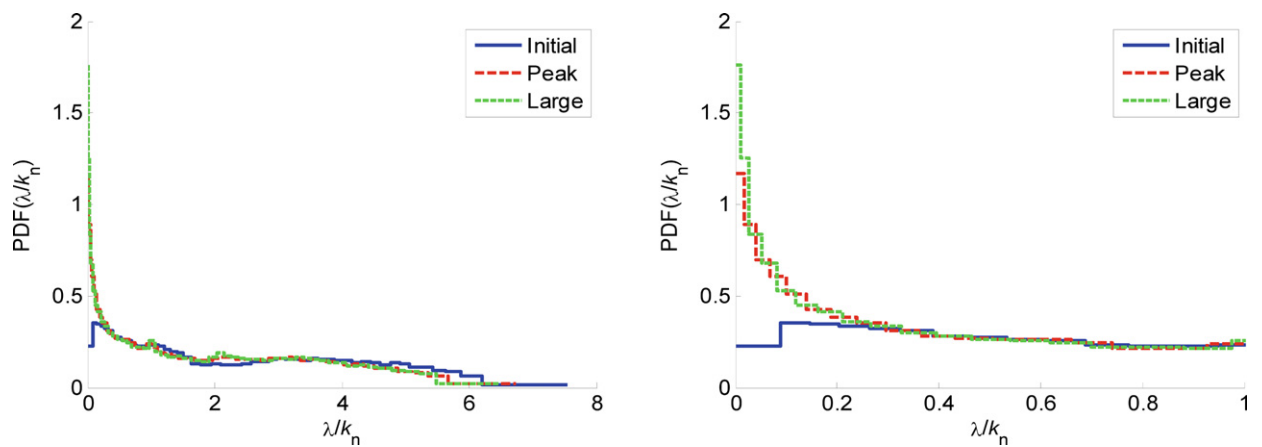 2
1.5
1
0.5
0
PDF(λ/kn)
0 2 4 6 8
λ/kn
Initial
Peak
Large
2
1.5
1
0.5
0
PDF(λ/kn)
0 0.2 0.4 0.6 0.8 1
λ/kn
Initial
Peak
Large